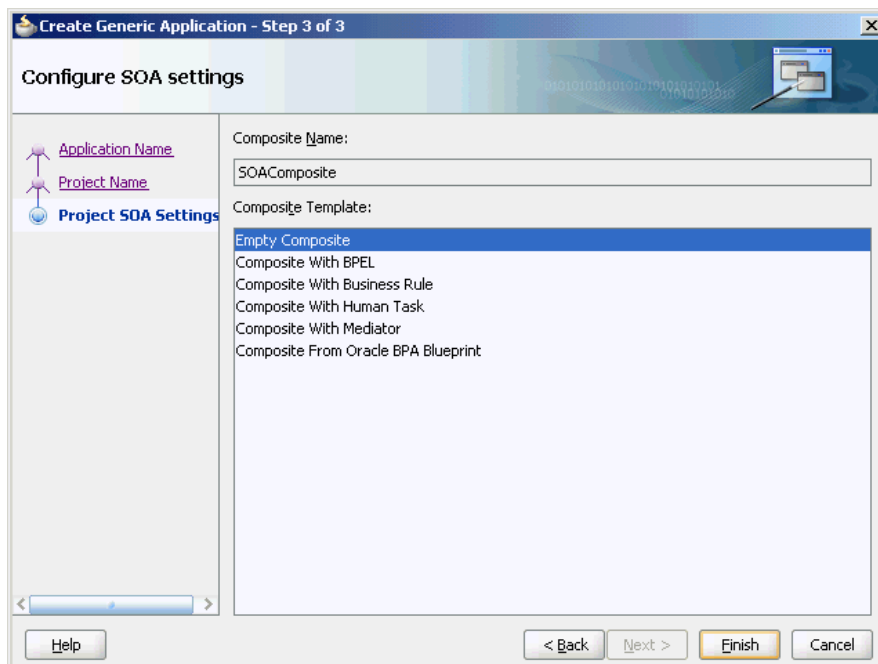 Create Generic Application - Step 3 of 3
Configure SOA settings
Application Name
Project Name
Project SOA Settings
Composite Name:
SOAComposite
Composite Template:
Empty Composite
Composite With BPEL
Composite With Business Rule
Composite With Human Task
Composite With Mediator
Composite From Oracle BPA Blueprint
Help
< Back
Next >
Finish
Cancel